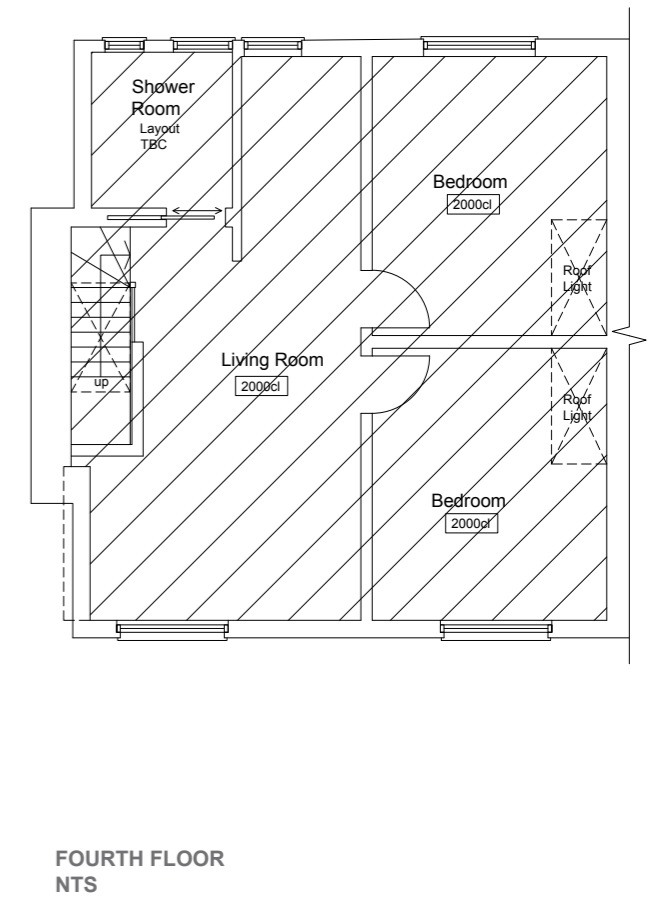 Shower
Room
Layout
TBC
Bedroom
2000cl
Roof
Light
Living Room
2000cl
up
Roof
Light
Bedroom
2000cl
FOURTH FLOOR
NTS